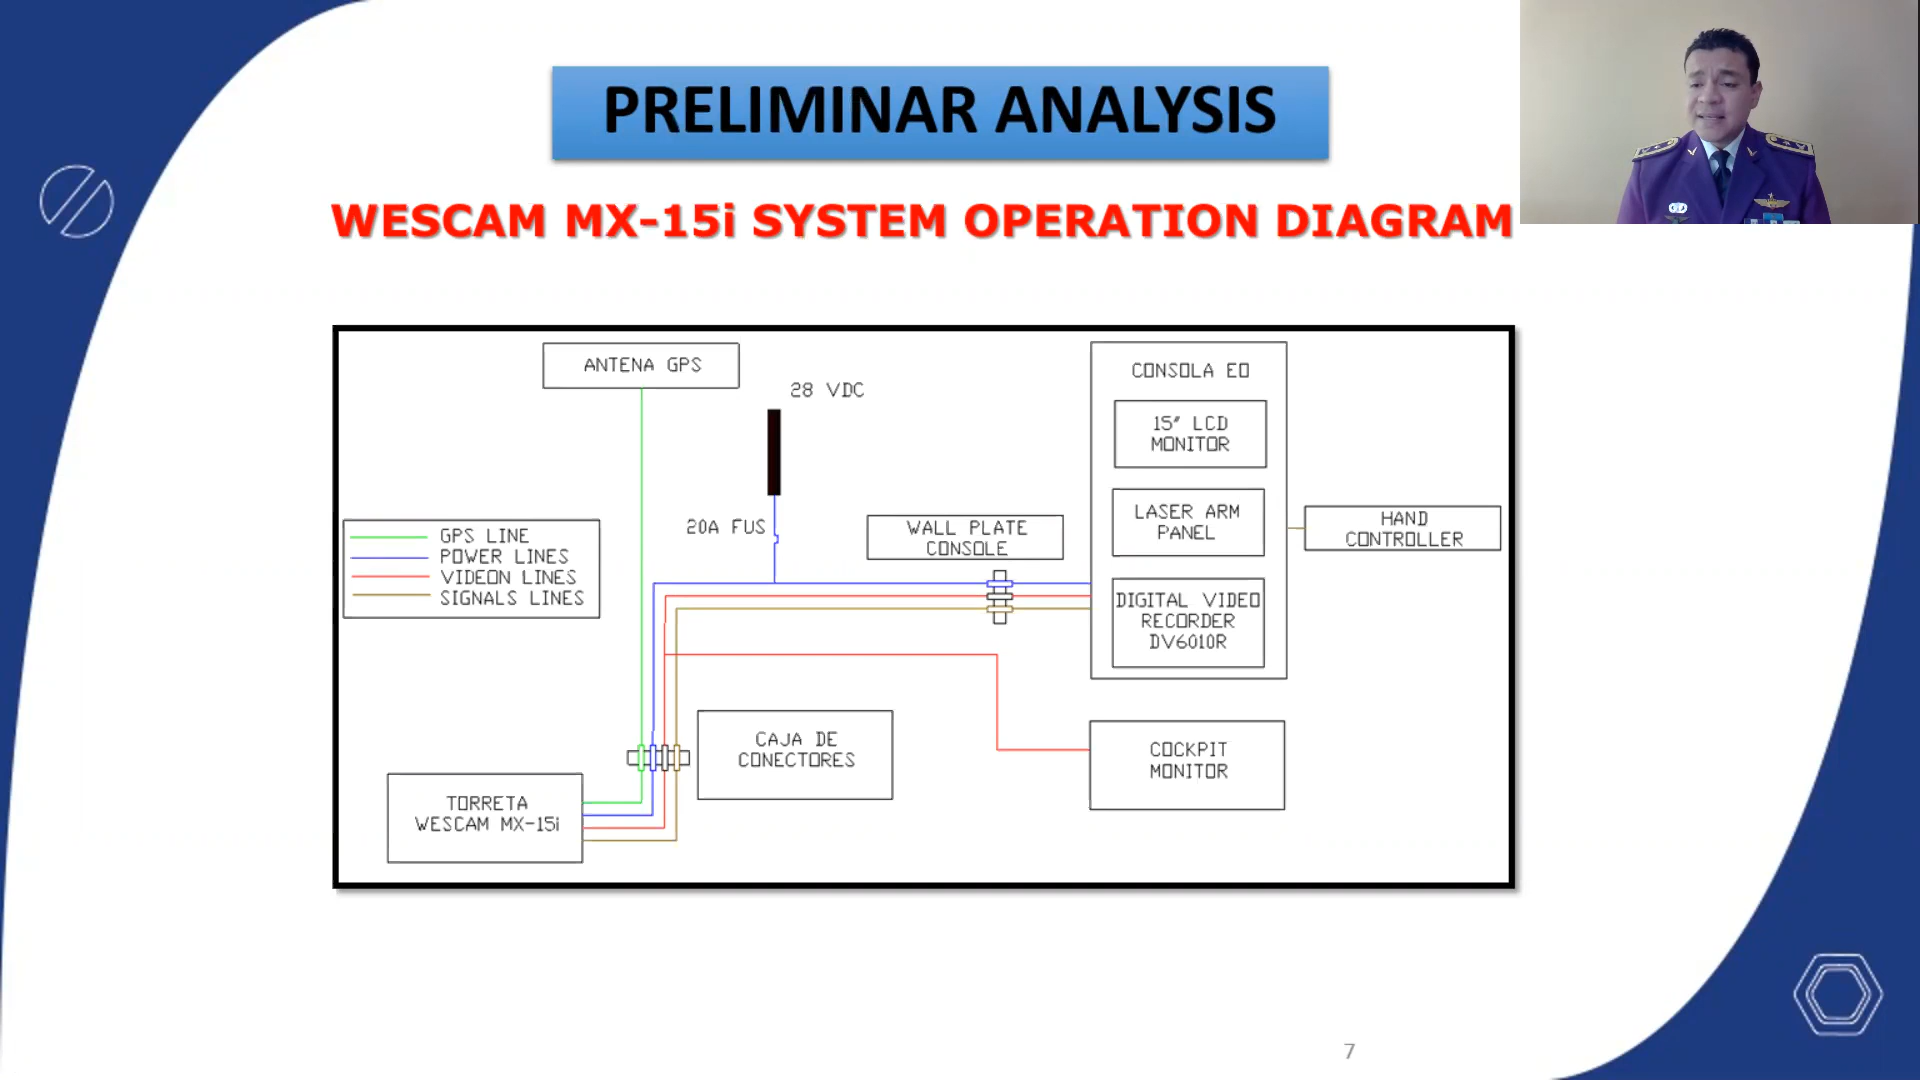 PRELIMINAR ANALYSIS
WESCAM MX-15i SYSTEM OPERATION DIAGRAM
ANTENA GPS
28 VDC
20A FUS
GPS LINE
POWER LINES
VIDEON LINES
SIGNALS LINES
WALL PLATE
CONSOLE
CONSOLA EO
15" LCD
MONITOR
LASER ARM
PANEL
DIGITAL VIDEO
RECORDER
DV6010R
HAND
CONTROLLER
CAJA DE
CONECTORES
COCKPIT
MONITOR
TORRETA
WESCAM MX-15i
7